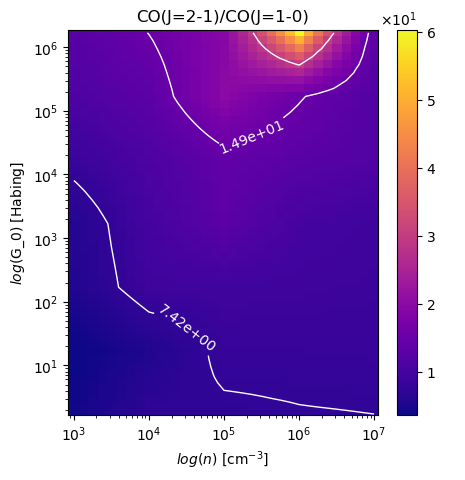 CO(J=2-1)/CO(J=1-0)
×10¹
log(G_0) [Habing]
10⁶
10⁵
10⁴
10³
10²
10¹
1.49e+01
7.42e+00
10³ 10⁴ 10⁵ 10⁶ 10⁷
log(n) [cm⁻³]
6
5
4
3
2
1